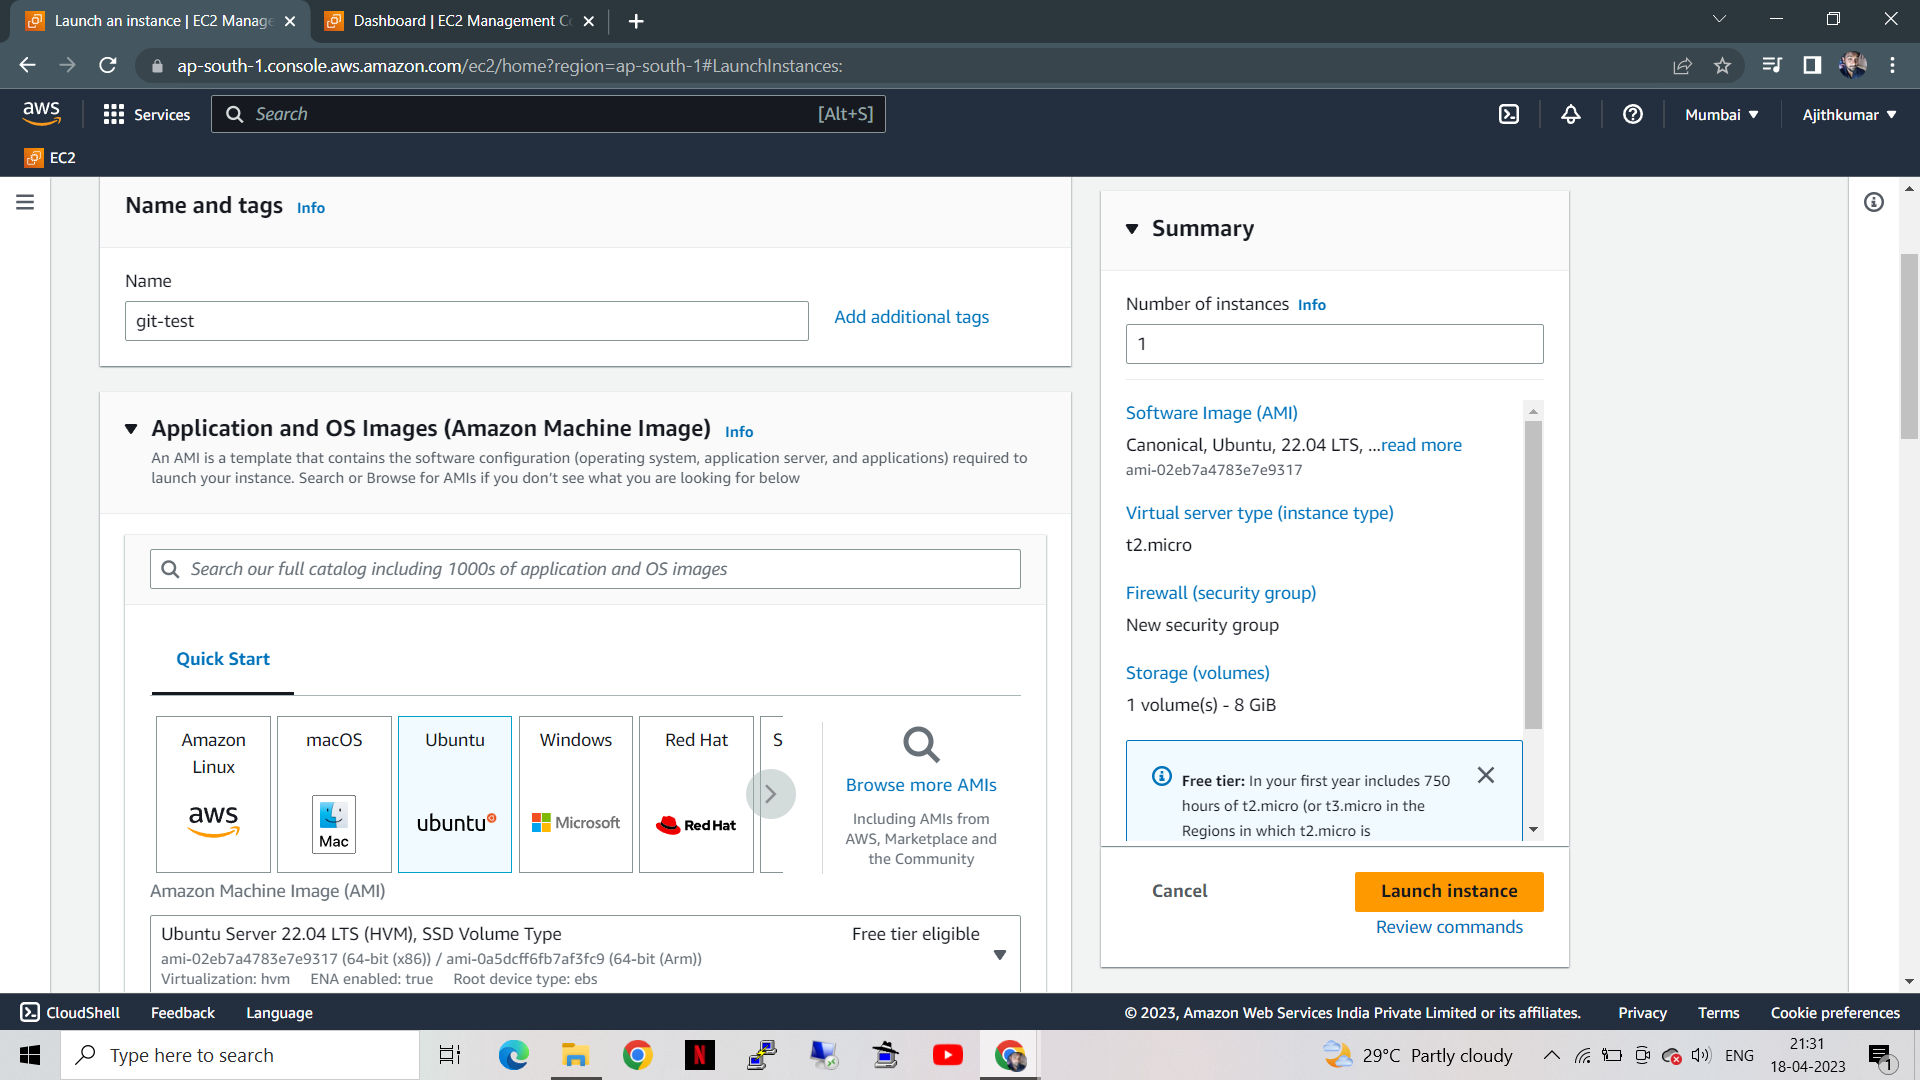 Launch an instance | EC2 Manage
Dashboard | EC2 Management Co
ap-south-1.console.aws.amazon.com/ec2/home?region=ap-south-1#LaunchInstances:
aws
Services
Search
[Alt+S]
Mumbai
Ajithkumar
EC2
Name and tags Info
Name
git-test
Add additional tags
Application and OS Images (Amazon Machine Image) Info
An AMI is a template that contains the software configuration (operating system, application server, and applications) required to
launch your instance. Search or Browse for AMIs if you don't see what you are looking for below
Search our full catalog including 1000s of application and OS images
Quick Start
Amazon
Linux
aws
macOS
Mac
Ubuntu
ubuntu
Windows
Microsoft
Red Hat
Red Hat
S
Browse more AMIs
Including AMIs from
AWS, Marketplace and
the Community
Amazon Machine Image (AMI)
Ubuntu Server 22.04 LTS (HVM), SSD Volume Type
Free tier eligible
ami-02eb7a4783e7e9317 (64-bit (x86)) / ami-0a5dcff6fb7af3fc9 (64-bit (Arm))
Virtualization: hvm ENA enabled: true Root device type: ebs
Summary
Number of instances Info
1
Software Image (AMI)
Canonical, Ubuntu, 22.04 LTS, ...read more
ami-02eb7a4783e7e9317
Virtual server type (instance type)
t2.micro
Firewall (security group)
New security group
Storage (volumes)
1 volume(s) - 8 GiB
Free tier: In your first year includes 750
hours of t2.micro (or t3.micro in the
Regions in which t2.micro is
Cancel
Launch instance
Review commands
CloudShell
Feedback
Language
© 2023, Amazon Web Services India Private Limited or its affiliates.
Privacy
Terms
Cookie preferences
Type here to search
N
29°C Partly cloudy
ENG
21:31
18-04-2023
1